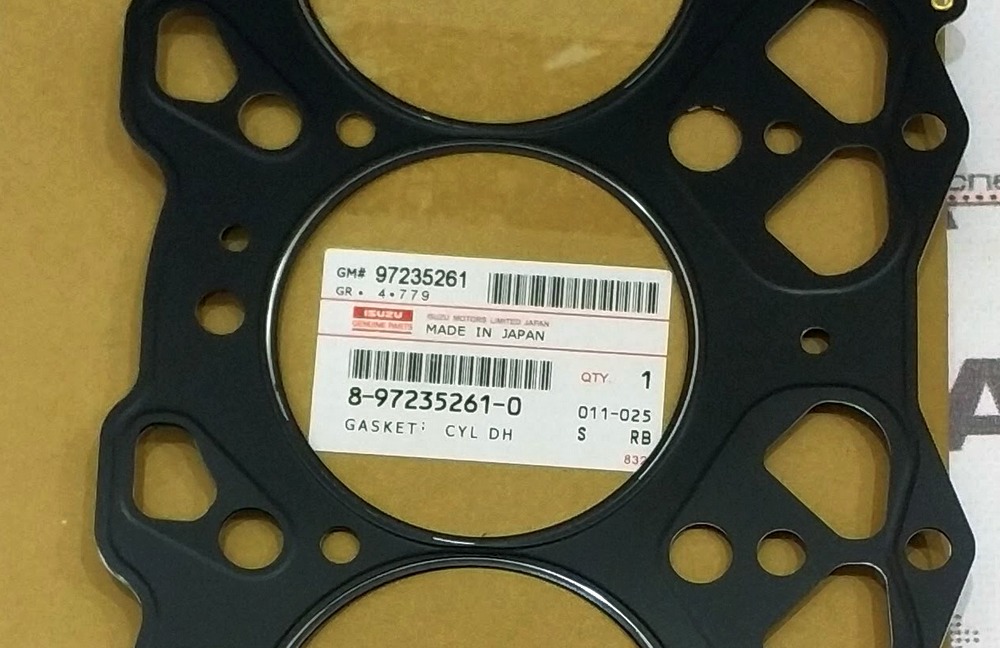 GM# 97235261
GR • 4•779
ISUZU
GENUINE PARTS
ISUZU MOTORS LIMITED JAPAN
MADE IN JAPAN
QTY 1
8-97235261-0
011-025
GASKET; CYL DH
S RB
832